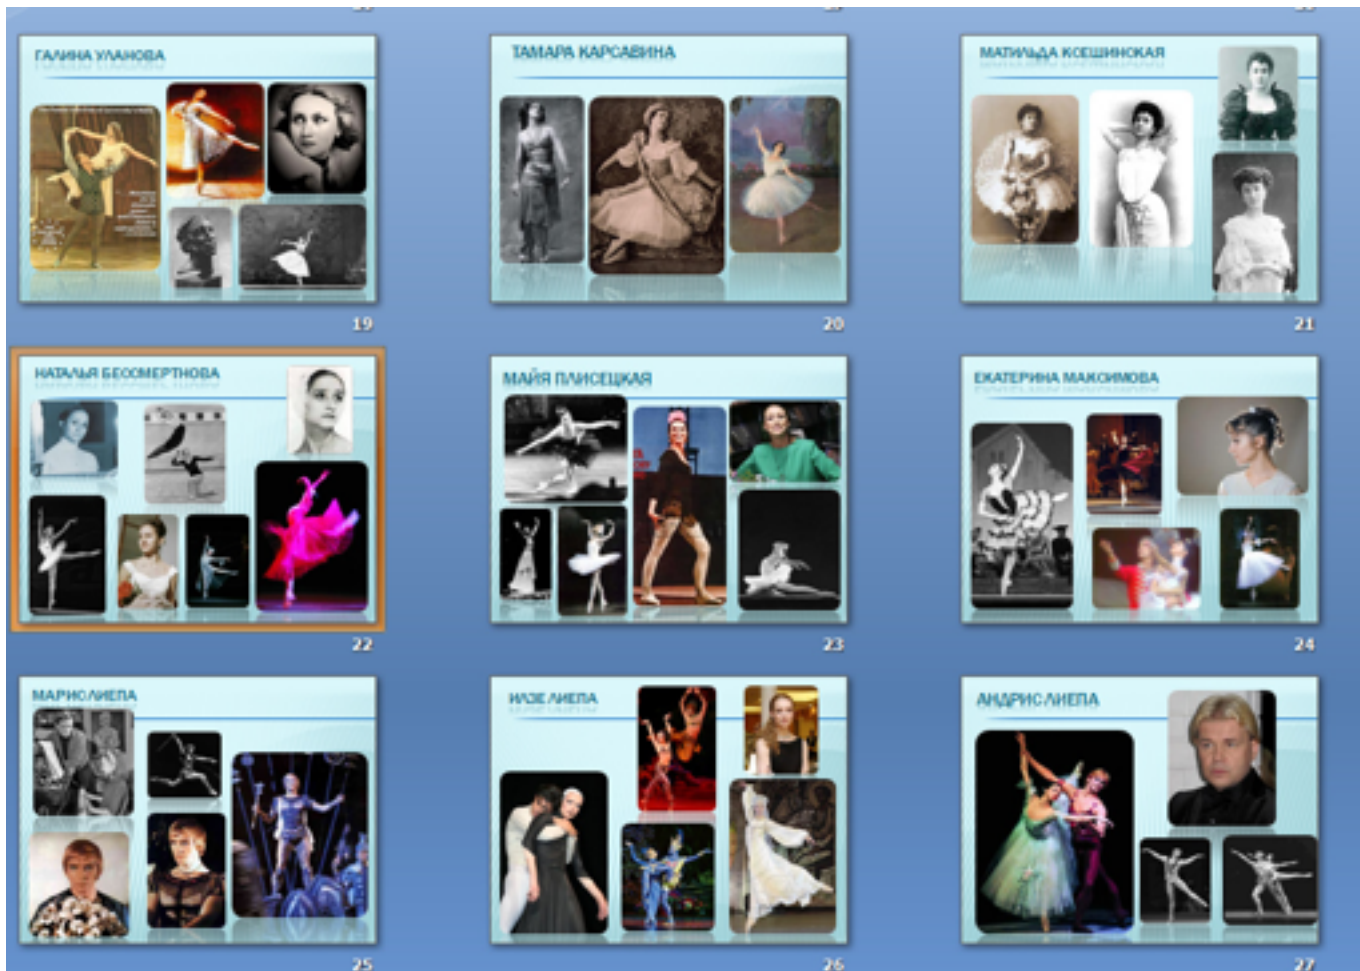 ГАЛИНА УЛАНОВА
ТАМАРА КАРСАВИНА
МАТИЛЬДА КСЕШИНСКАЯ
19
20
21
НАТАЛЬЯ БЕССМЕРТНОВА
МАЙЯ ПЛИСЕЦКАЯ
ЕКАТЕРИНА МАКСИМОВА
22
23
24
МАРИС ЛИЕПА
ИЛЗЕ ЛИЕПА
АНДРИС ЛИЕПА
25
26
27